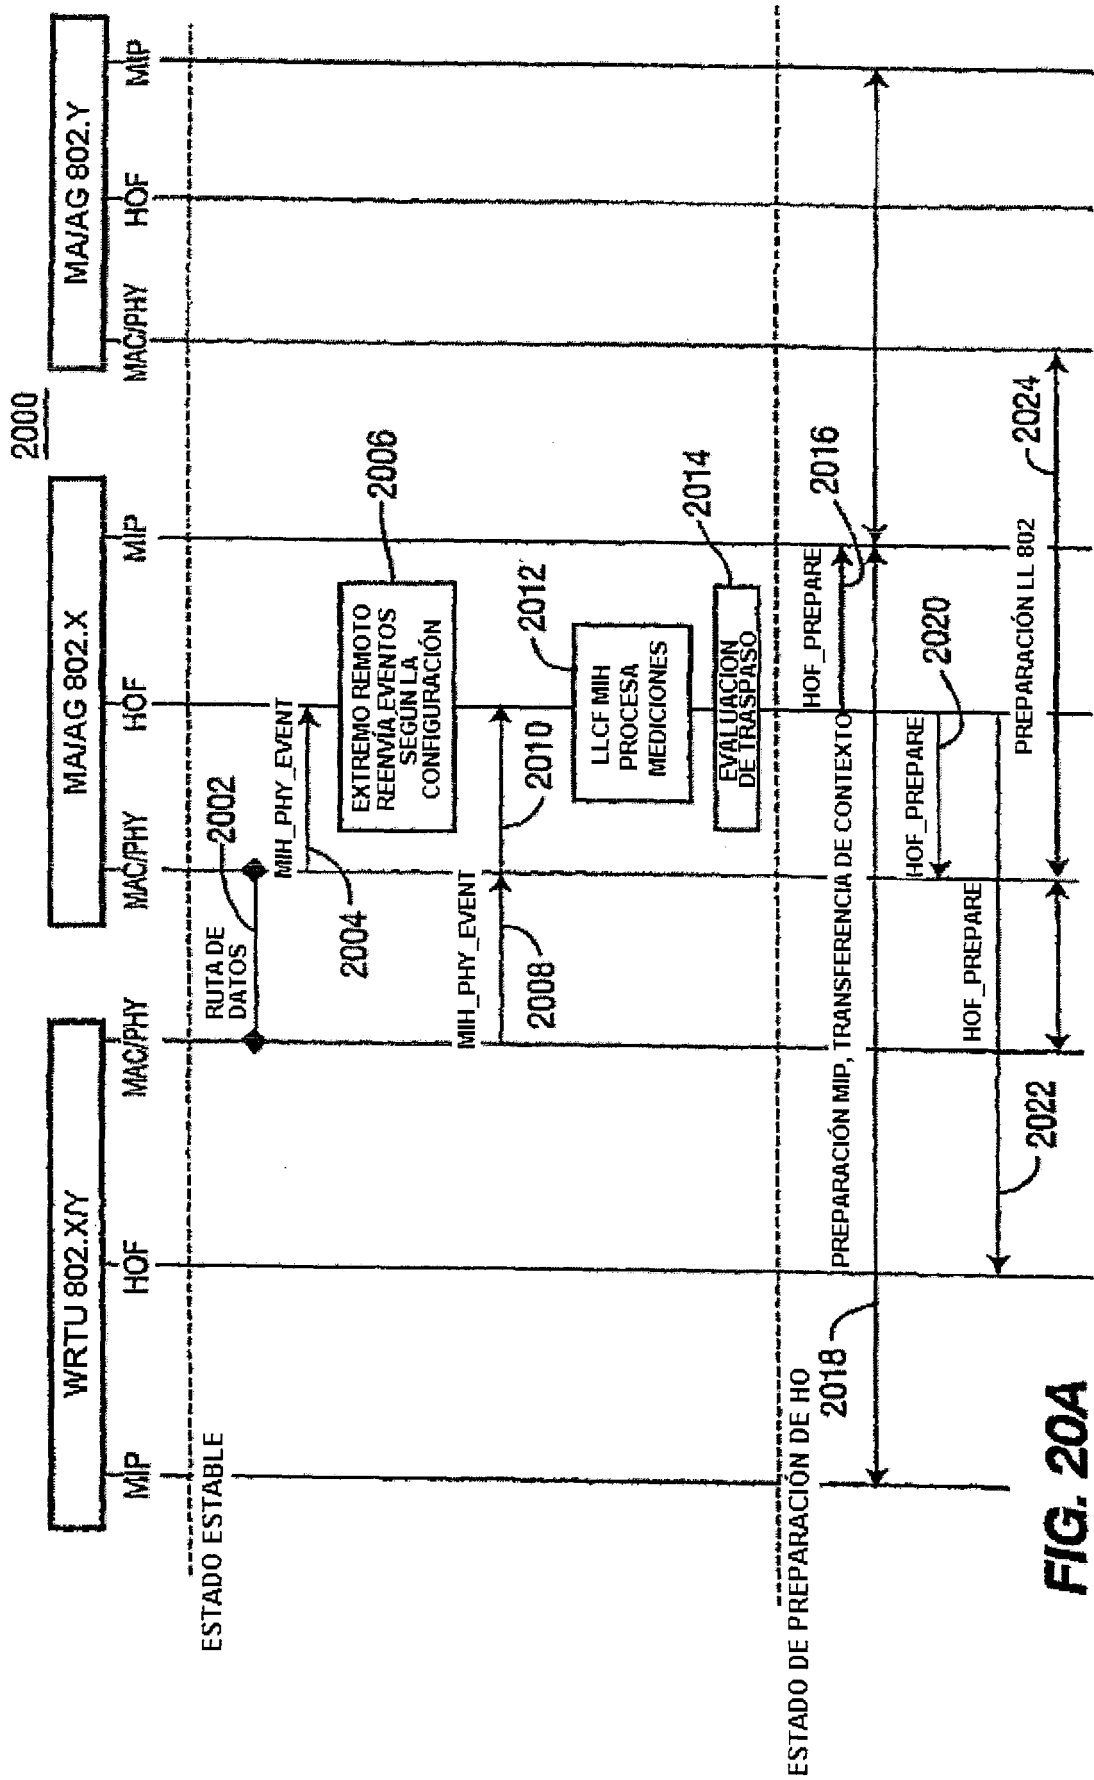 2000
WRTU 802.X/Y
MA/AG 802.X
MA/AG 802.Y
MIP
HOF
MAC/PHY
MAC/PHY
HOF
MIP
MAC/PHY
HOF
MIP
ESTADO ESTABLE
RUTA DE
DATOS
2002
MIH_PHY_EVENT
2004
EXTREMO REMOTO
REENVÍA EVENTOS
SEGÚN LA
CONFIGURACIÓN
2006
MIH_PHY_EVENT
2008
2010
LLCF MIH
PROCESA
MEDICIONES
2012
EVALUACIÓN
DE TRASPASO
2014
ESTADO DE PREPARACIÓN DE HO
HOF_PREPARE
2016
PREPARACIÓN MIP, TRANSFERENCIA DE CONTEXTO
2018
HOF_PREPARE
2020
HOF_PREPARE
2022
PREPARACIÓN LL 802
2024
FIG. 20A